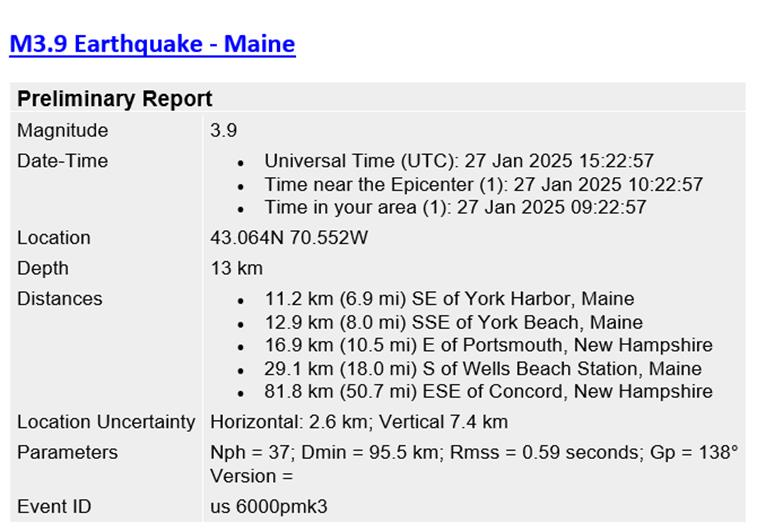 M3.9 Earthquake - Maine
Preliminary Report
Magnitude 3.9
Date-Time
• Universal Time (UTC): 27 Jan 2025 15:22:57
• Time near the Epicenter (1): 27 Jan 2025 10:22:57
• Time in your area (1): 27 Jan 2025 09:22:57
Location 43.064N 70.552W
Depth 13 km
Distances
• 11.2 km (6.9 mi) SE of York Harbor, Maine
• 12.9 km (8.0 mi) SSE of York Beach, Maine
• 16.9 km (10.5 mi) E of Portsmouth, New Hampshire
• 29.1 km (18.0 mi) S of Wells Beach Station, Maine
• 81.8 km (50.7 mi) ESE of Concord, New Hampshire
Location Uncertainty Horizontal: 2.6 km; Vertical 7.4 km
Parameters Nph = 37; Dmin = 95.5 km; Rmss = 0.59 seconds; Gp = 138°
Version =
Event ID us 6000pmk3